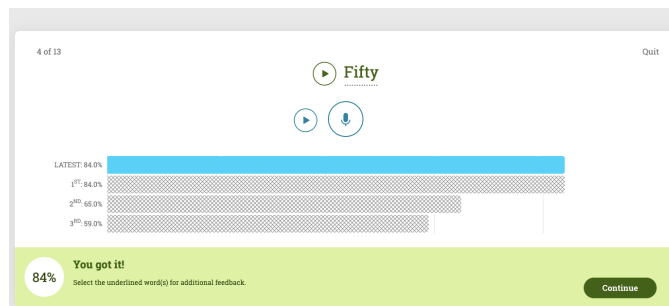 4 of 13
Quit
Fifty
LATEST: 84.0%
1ST: 84.0%
2ND: 65.0%
3RD: 59.0%
84%
You got it!
Select the underlined word(s) for additional feedback.
Continue